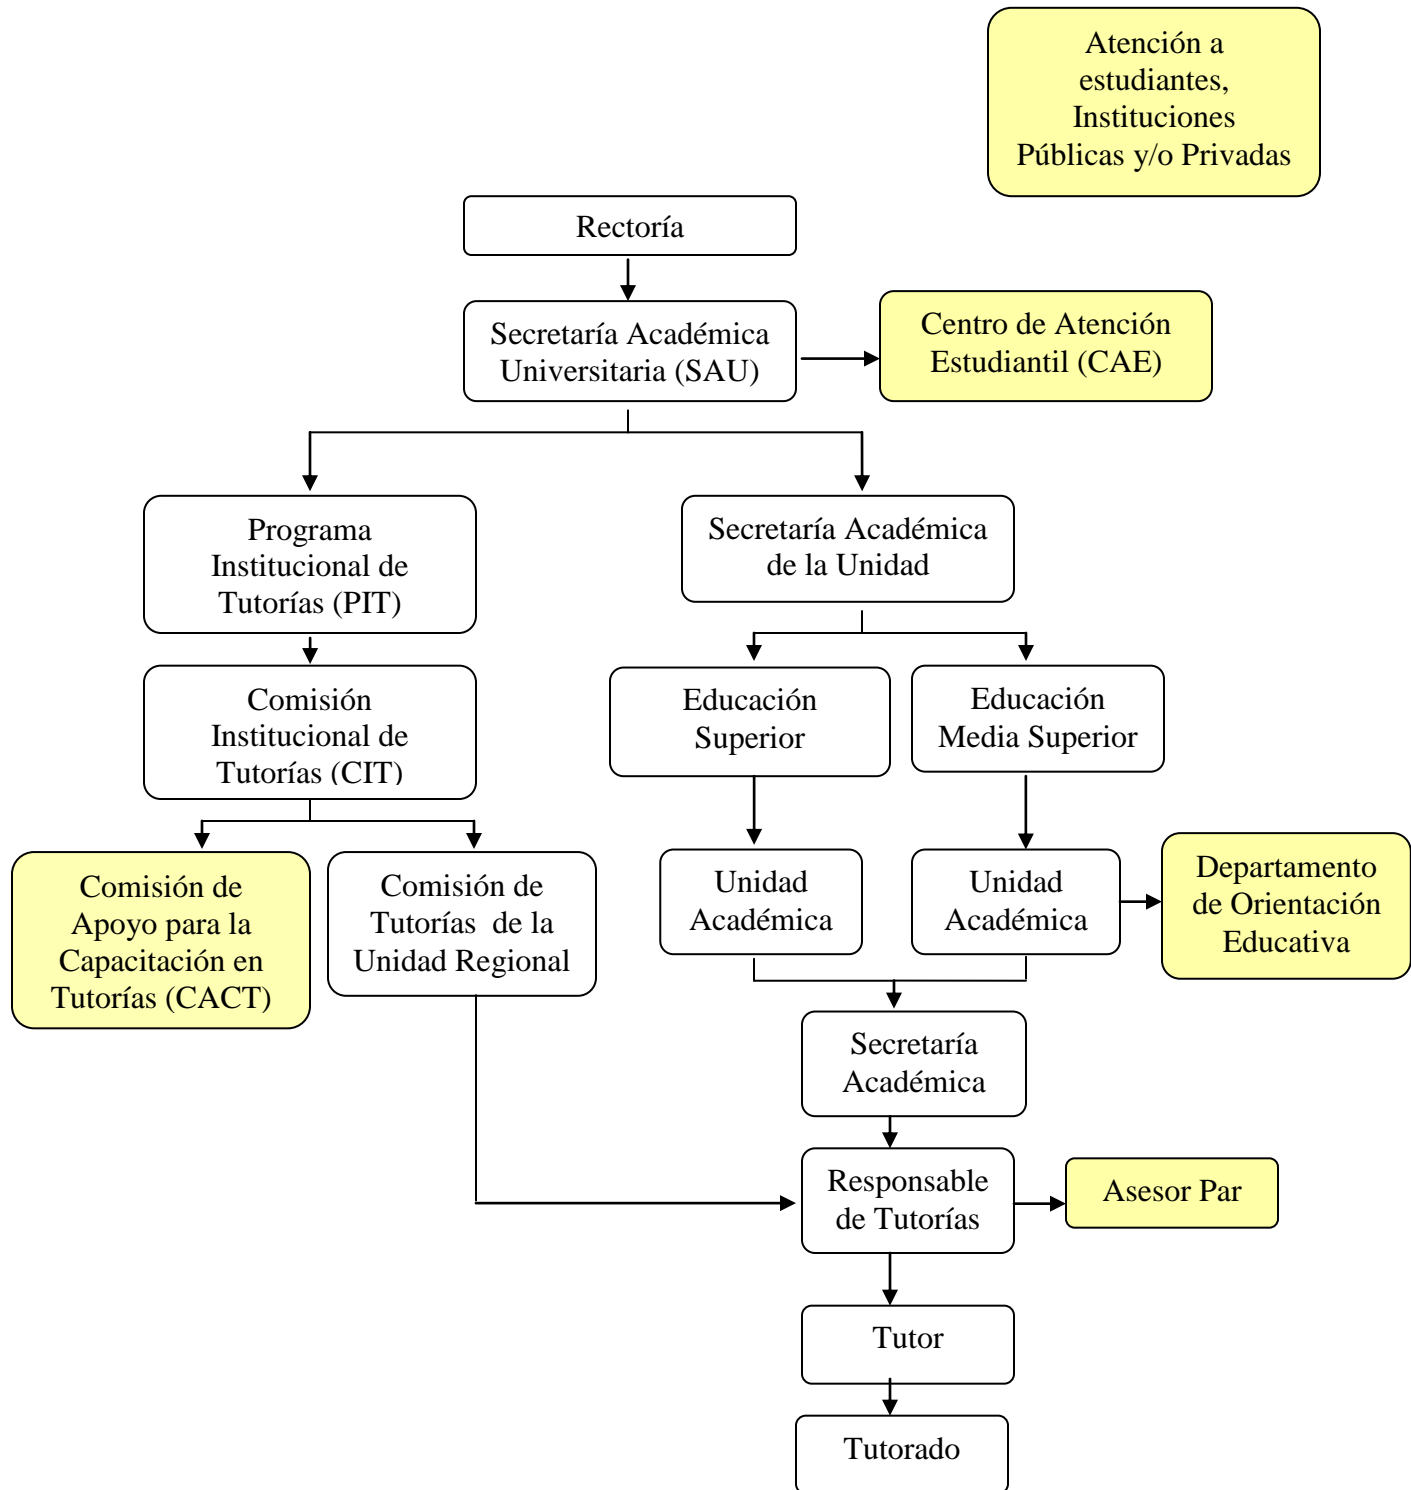 Atención a
estudiantes,
Instituciones
Públicas y/o Privadas
Rectoría
Secretaría Académica
Universitaria (SAU)
Centro de Atención
Estudiantil (CAE)
Programa
Institucional de
Tutorías (PIT)
Secretaría Académica
de la Unidad
Comisión
Institucional de
Tutorías (CIT)
Educación
Superior
Educación
Media Superior
Comisión de
Apoyo para la
Capacitación en
Tutorías (CACT)
Comisión de
Tutorías de la
Unidad Regional
Unidad
Académica
Unidad
Académica
Departamento
de Orientación
Educativa
Secretaría
Académica
Responsable
de Tutorías
Asesor Par
Tutor
Tutorado